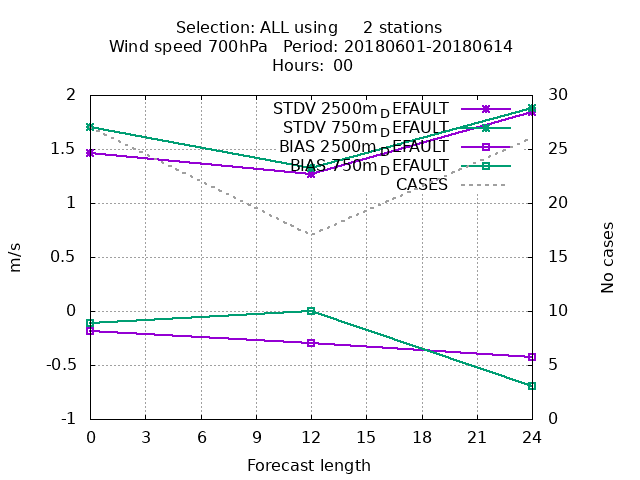 Selection: ALL using 2 stations
Wind speed 700hPa Period: 20180601-20180614
Hours: 00
2
1.5
1
0.5
0
-0.5
-1
30
25
20
15
10
5
0
STDV 2500m_DEFAULT
STDV 750m_DEFAULT
BIAS 2500m_DEFAULT
BIAS 750m_DEFAULT
CASES
m/s
No cases
0 3 6 9 12 15 18 21 24
Forecast length